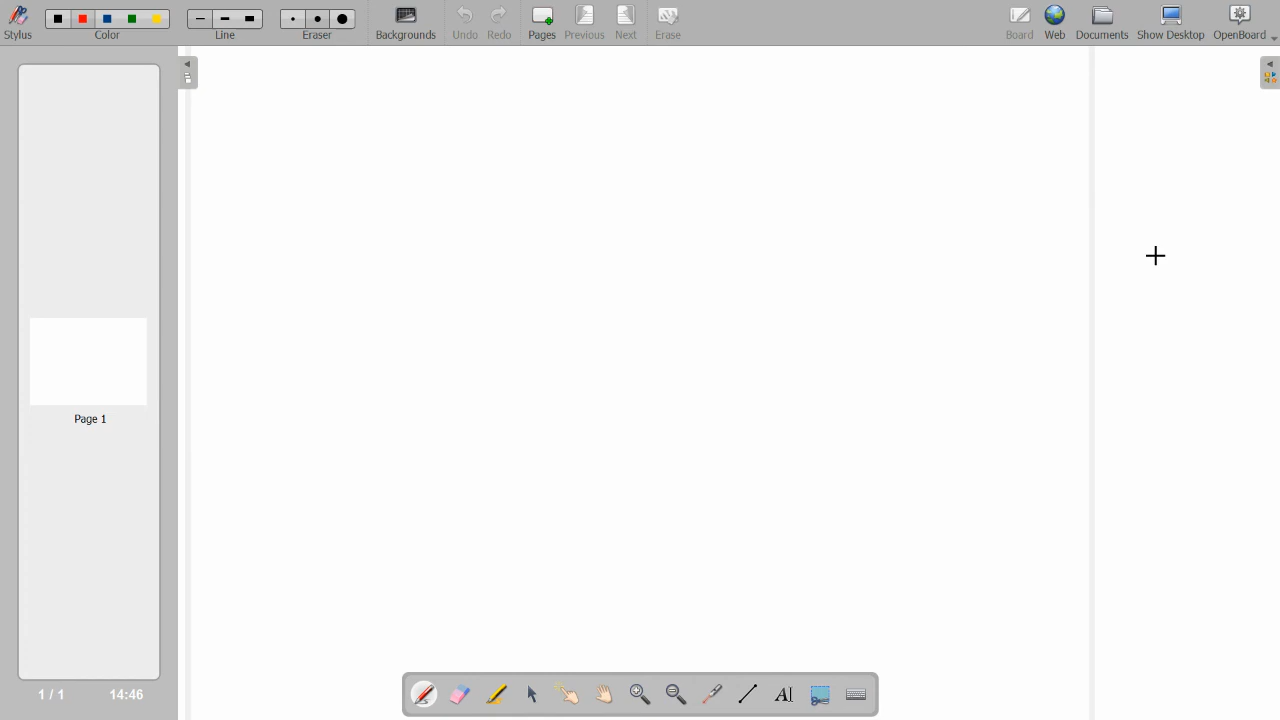 Stylus Color Line Eraser Backgrounds Undo Redo Pages Previous Next Erase Board Web Documents Show Desktop OpenBoard
Page 1
AI
1 / 1 14:46